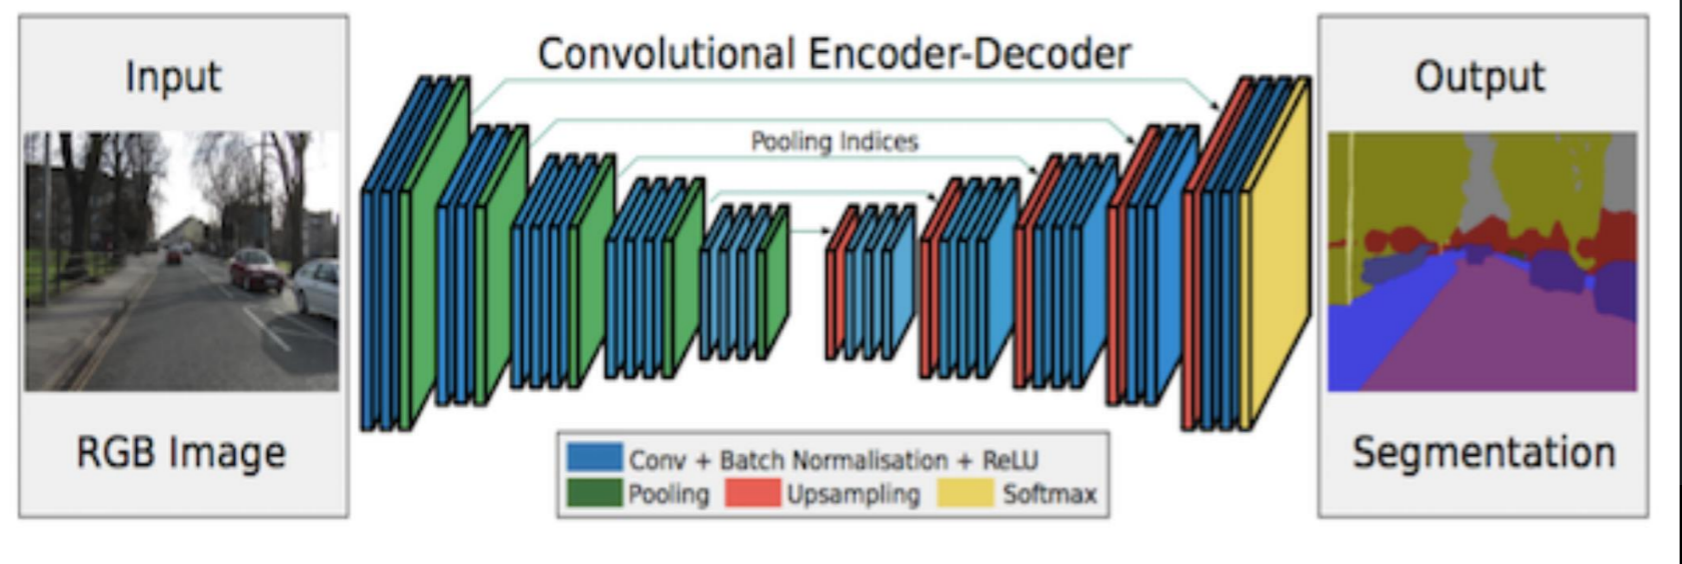 Convolutional Encoder-Decoder
Input
RGB Image
Pooling Indices
Output
Segmentation
Conv + Batch Normalisation + ReLU
Pooling
Upsampling
Softmax